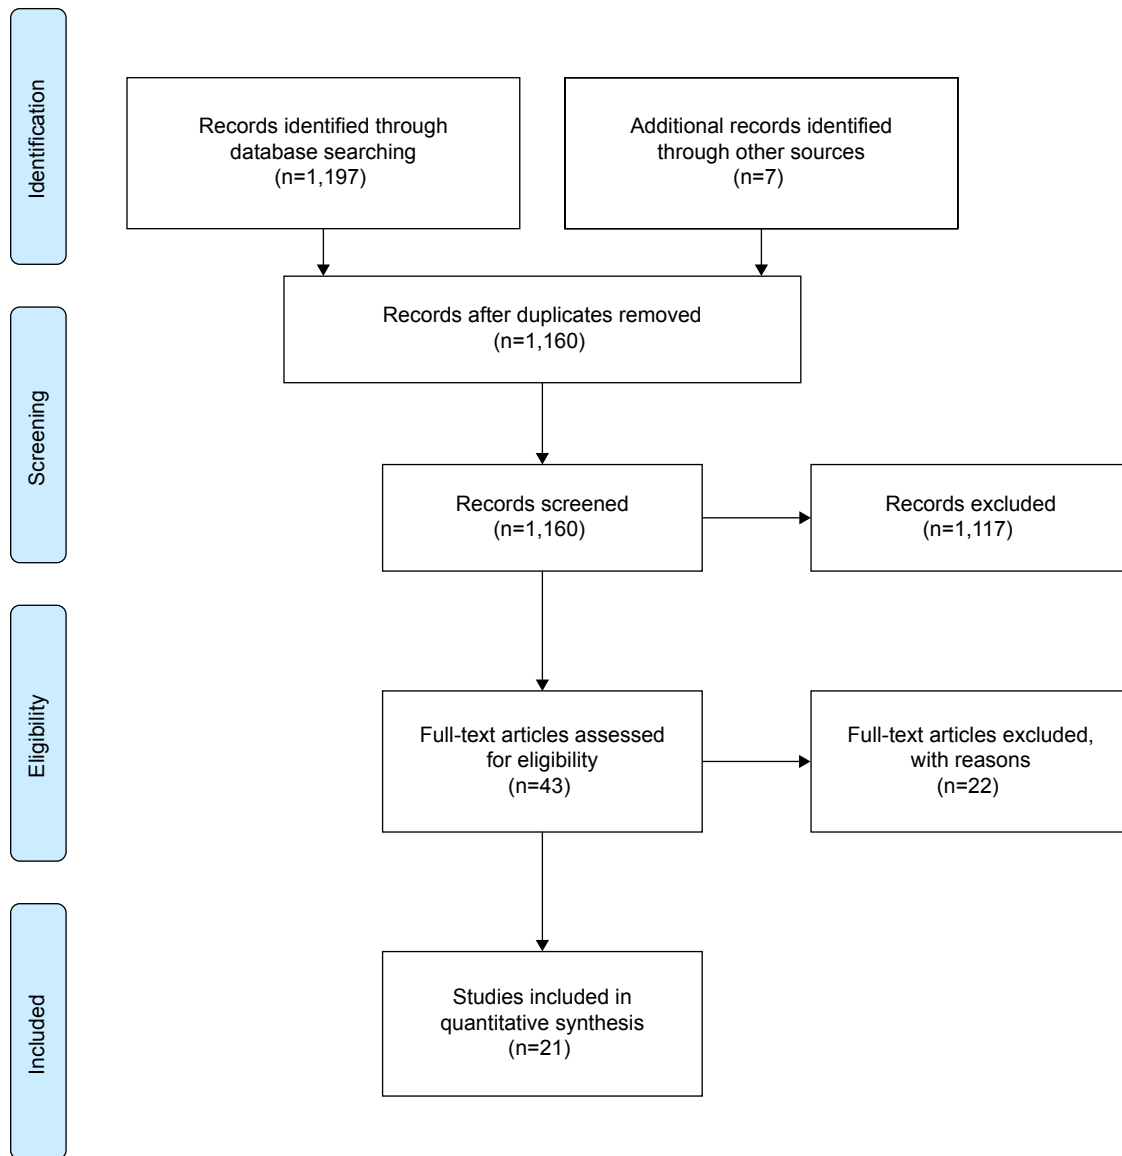 Identification
Records identified through
database searching
(n=1,197)
Additional records identified
through other sources
(n=7)
Records after duplicates removed
(n=1,160)
Screening
Records screened
(n=1,160)
Records excluded
(n=1,117)
Eligibility
Full-text articles assessed
for eligibility
(n=43)
Full-text articles excluded,
with reasons
(n=22)
Included
Studies included in
quantitative synthesis
(n=21)